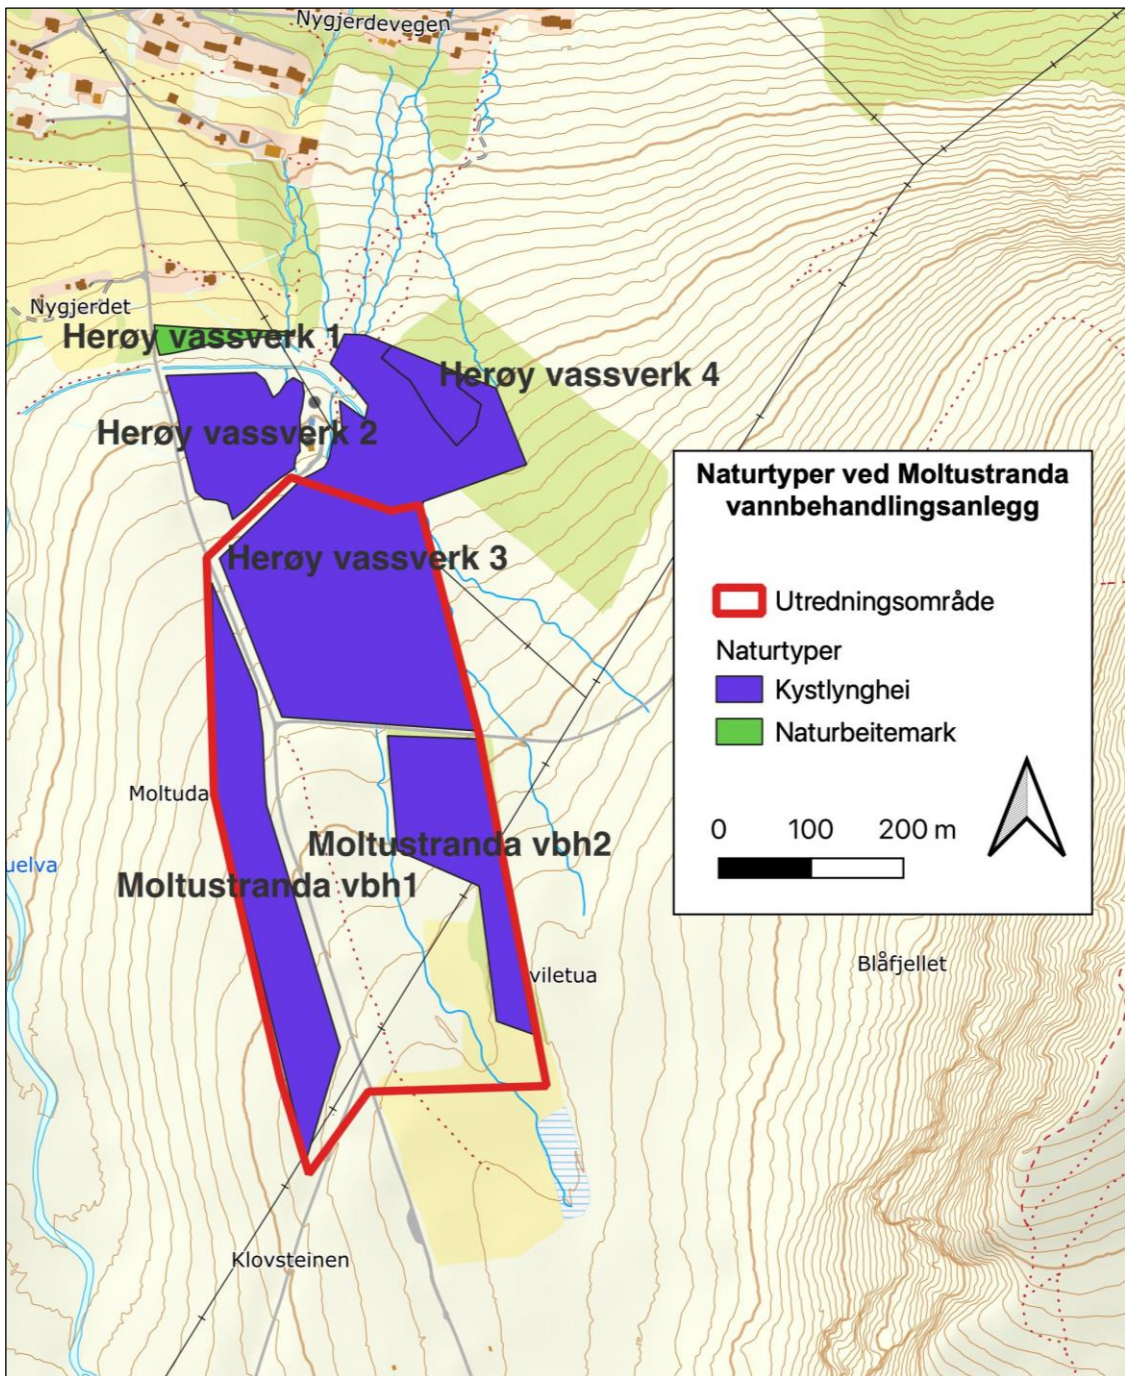 Nygjerdevegen
Nygjerdet
Herøy vassverk 1
Herøy vassverk 4
Herøy vassverk 2
Naturtyper ved Moltustranda
vannbehandlingsanlegg
Herøy vassverk 3
Utredningsområde
Naturtyper
Kystlynghei
Naturbeitemark
Moltuda
0 100 200 m
Moltustranda vbh2
uelva
Moltustranda vbh1
viletua
Blåfjellet
Klovsteinen